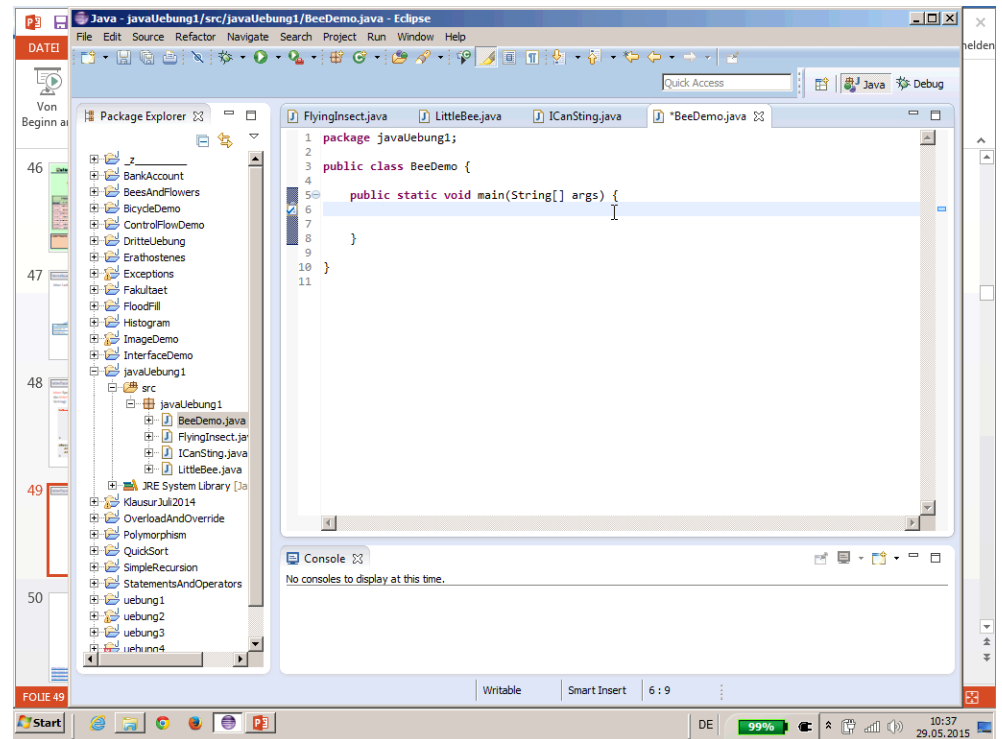 Java - javaUebung1/src/javaUebung1/BeeDemo.java - Eclipse
File Edit Source Refactor Navigate Search Project Run Window Help
DATEI
Quick Access
Java
Debug
Von
Beginn
Package Explorer
FlyingInsect.java
LittleBee.java
ICanSting.java
*BeeDemo.java
46
47
48
49
50
_z_________
BankAccount
BeesAndFlowers
BicycleDemo
ControlFlowDemo
DritteUebung
Erathostenes
Exceptions
Fakultaet
FloodFill
Histogram
ImageDemo
InterfaceDemo
javaUebung1
src
javaUebung1
BeeDemo.java
FlyingInsect.ja
ICanSting.java
LittleBee.java
JRE System Library [Ja
KlausurJuli2014
OverloadAndOverride
Polymorphism
QuickSort
SimpleRecursion
StatementsAndOperators
uebung1
uebung2
uebung3
uebung4
1 package javaUebung1;
2
3 public class BeeDemo {
4
5 public static void main(String[] args) {
6
7
8 }
9
10 }
11
Console
No consoles to display at this time.
Writable
Smart Insert
6 : 9
FOLIE 49
Start
DE
99%
10:37
29.05.2015